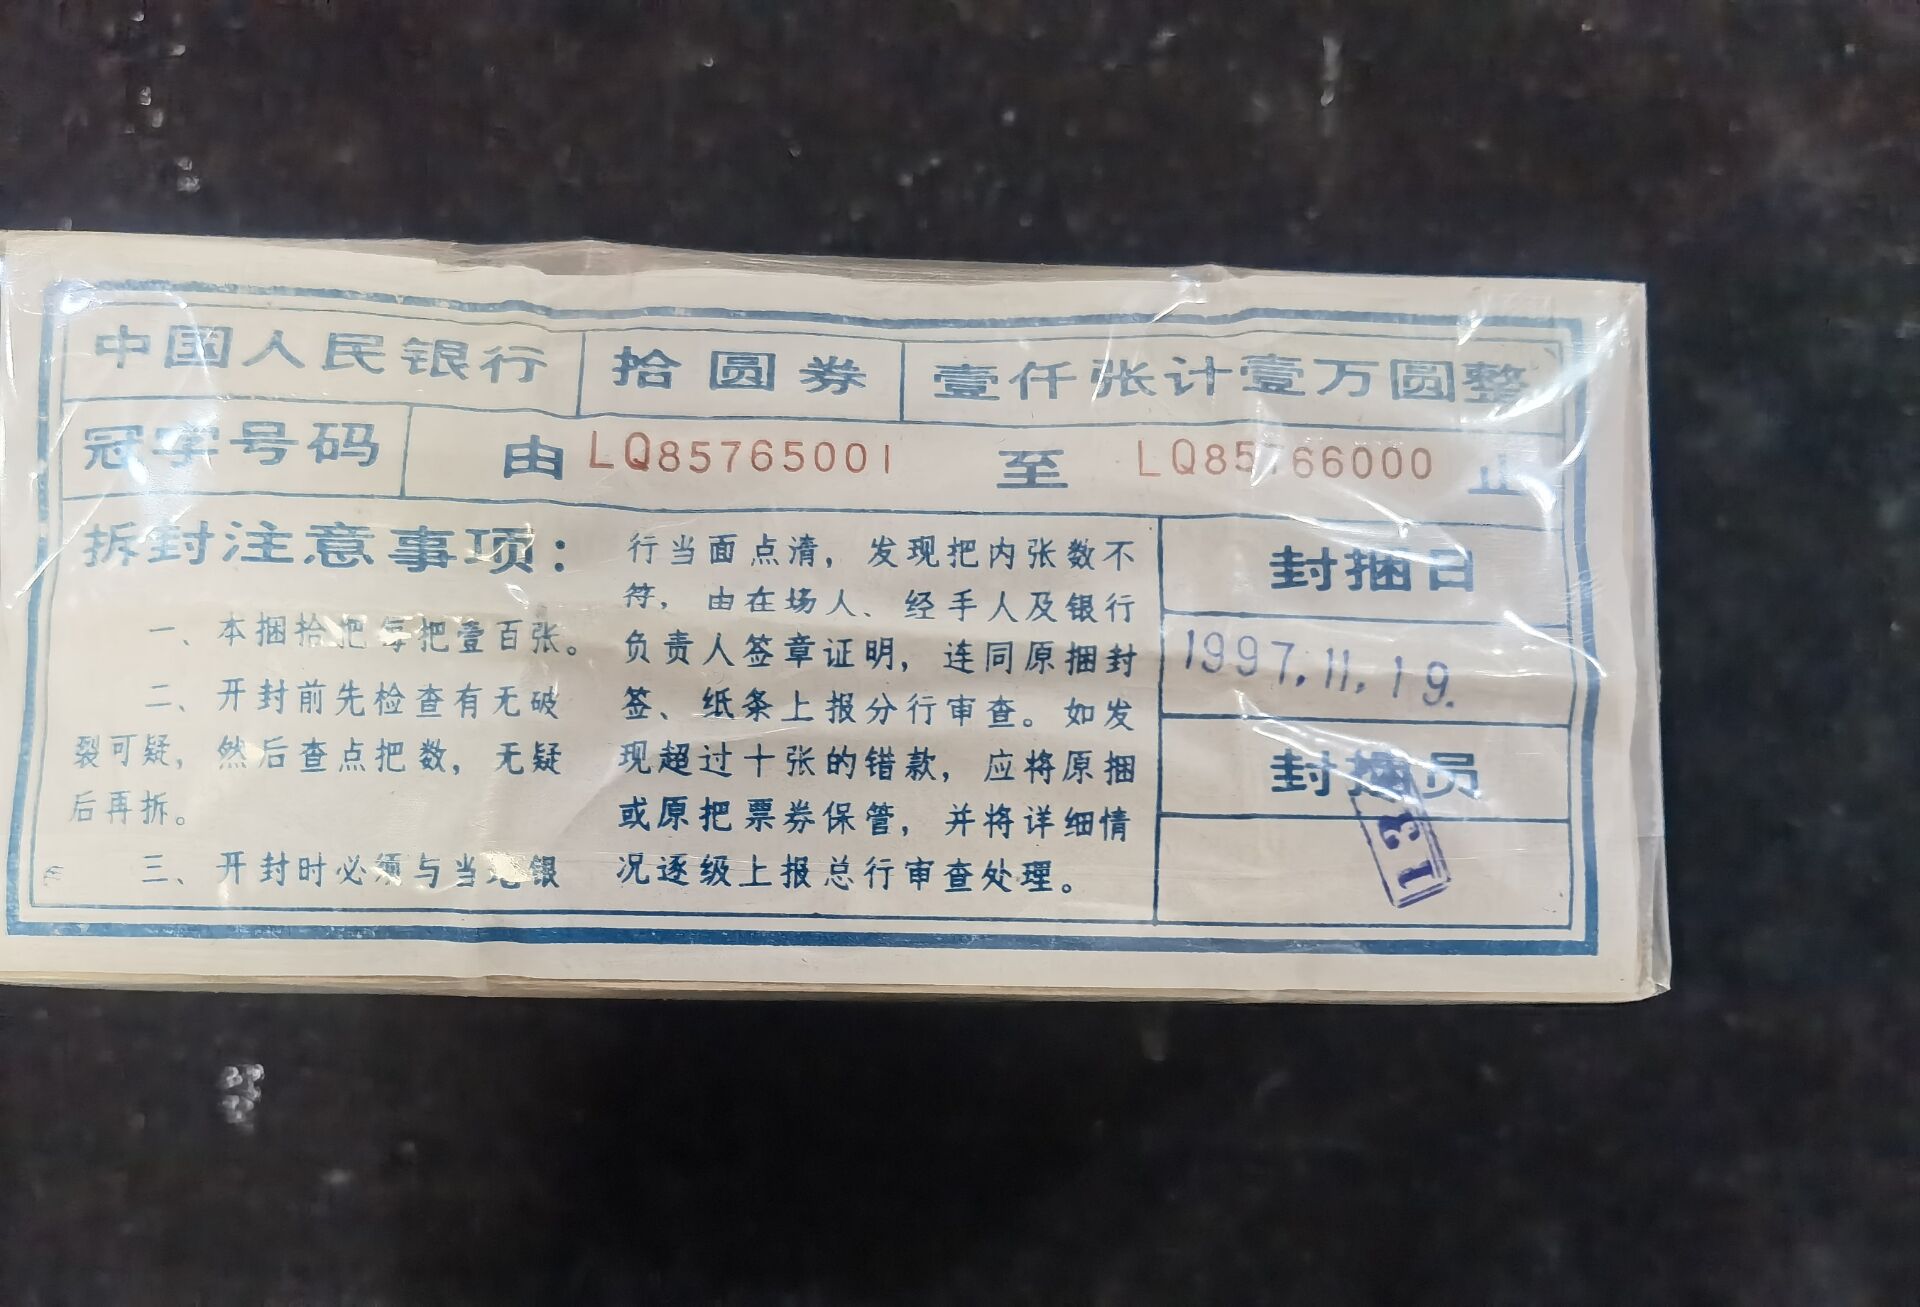 中国人民银行 拾圆券 壹仟张计壹万圆整
冠字号码 由 LQ85765001 至 LQ85766000 止
拆封注意事项：
一、本捆拾把每把壹百张。
二、开封前先检查有无破
裂可疑，然后查点把数，无疑
后再拆。
三、开封时必须与当地银
行当面点清，发现把内张数不
符，由在场人、经手人及银行
负责人签章证明，连同原捆封
签、纸条上报分行审查。如发
现超过十张的错款，应将原捆
或原把票券保管，并将详细情
况逐级上报总行审查处理。
封捆日
1997.11.19.
封捆员
13